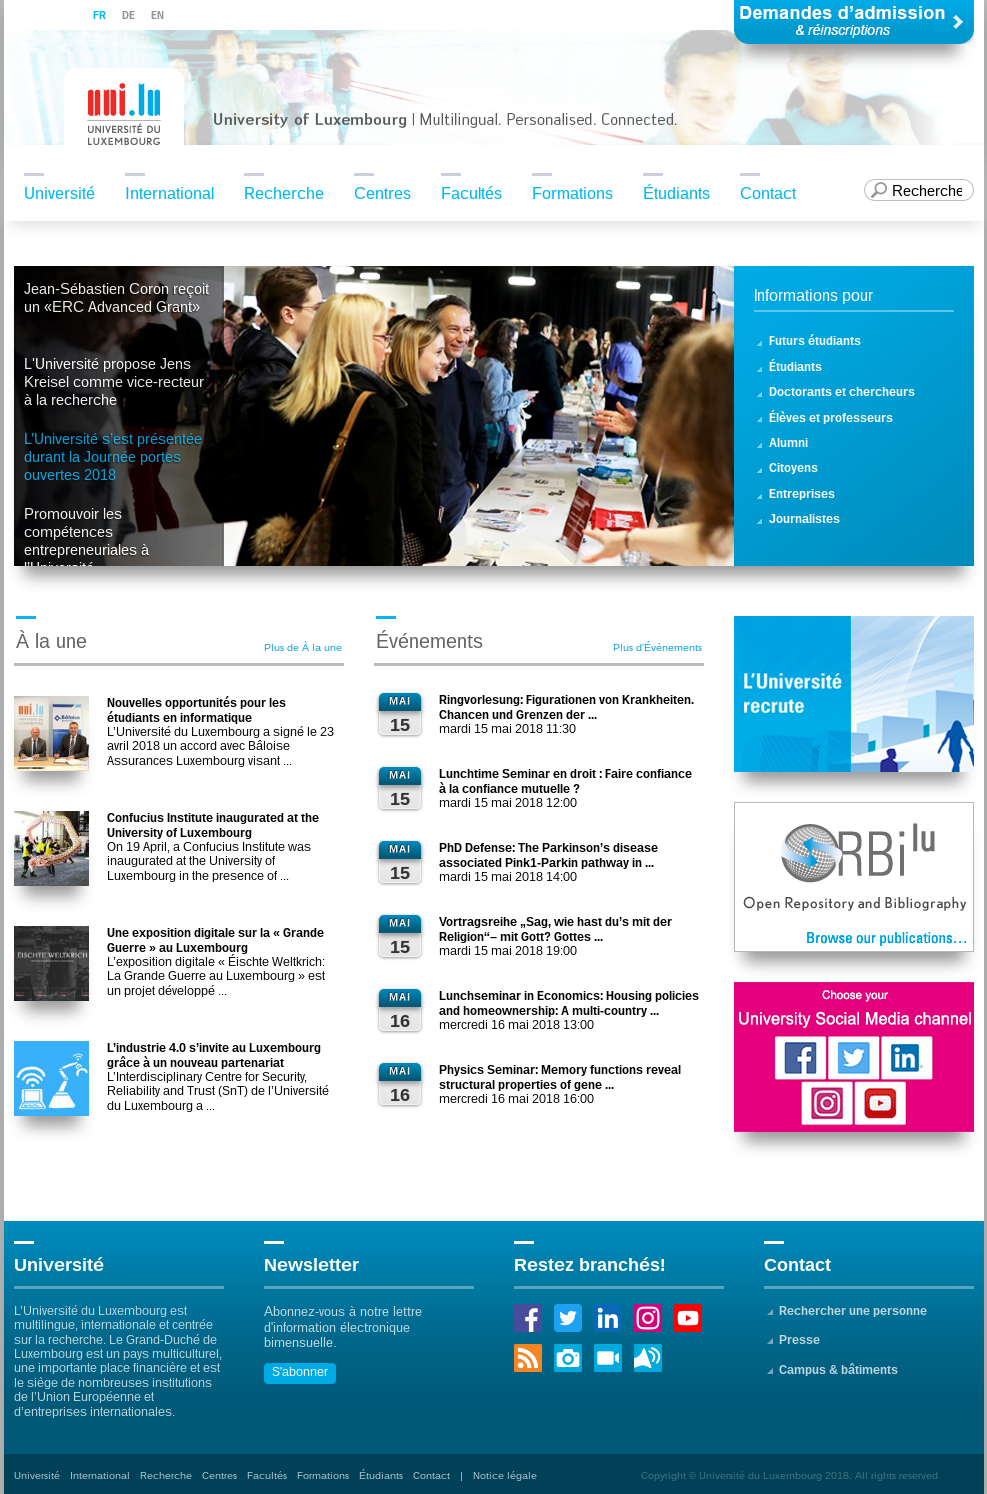 FR DE EN
Demandes d’admission
& réinscriptions
uni.lu
UNIVERSITÉ DU
LUXEMBOURG
University of Luxembourg | Multilingual. Personalised. Connected.
Université International Recherche Centres Facultés Formations Étudiants Contact
Recherche
Jean-Sébastien Coron reçoit
un «ERC Advanced Grant»
L'Université propose Jens
Kreisel comme vice-recteur
à la recherche
L’Université s’est présentée
durant la Journée portes
ouvertes 2018
Promouvoir les
compétences
entrepreneuriales à
l'Université
Informations pour
Futurs étudiants
Étudiants
Doctorants et chercheurs
Élèves et professeurs
Alumni
Citoyens
Entreprises
Journalistes
À la une
Plus de À la une
Nouvelles opportunités pour les
étudiants en informatique
L’Université du Luxembourg a signé le 23
avril 2018 un accord avec Bâloise
Assurances Luxembourg visant ...
Confucius Institute inaugurated at the
University of Luxembourg
On 19 April, a Confucius Institute was
inaugurated at the University of
Luxembourg in the presence of ...
ÉISCHTE WELTKRICH
Une exposition digitale sur la « Grande
Guerre » au Luxembourg
L’exposition digitale « Éischte Weltkrich:
La Grande Guerre au Luxembourg » est
un projet développé ...
L’industrie 4.0 s’invite au Luxembourg
grâce à un nouveau partenariat
L’Interdisciplinary Centre for Security,
Reliability and Trust (SnT) de l’Université
du Luxembourg a ...
Événements
Plus d'Événements
MAI
15
Ringvorlesung: Figurationen von Krankheiten.
Chancen und Grenzen der ...
mardi 15 mai 2018 11:30
MAI
15
Lunchtime Seminar en droit : Faire confiance
à la confiance mutuelle ?
mardi 15 mai 2018 12:00
MAI
15
PhD Defense: The Parkinson’s disease
associated Pink1-Parkin pathway in ...
mardi 15 mai 2018 14:00
MAI
15
Vortragsreihe „Sag, wie hast du’s mit der
Religion“– mit Gott? Gottes ...
mardi 15 mai 2018 19:00
MAI
16
Lunchseminar in Economics: Housing policies
and homeownership: A multi-country ...
mercredi 16 mai 2018 13:00
MAI
16
Physics Seminar: Memory functions reveal
structural properties of gene ...
mercredi 16 mai 2018 16:00
L’Université
recrute
ORBilu
Open Repository and Bibliography
Browse our publications...
Choose your
University Social Media channel
Université
L’Université du Luxembourg est
multilingue, internationale et centrée
sur la recherche. Le Grand-Duché de
Luxembourg est un pays multiculturel,
une importante place financière et est
le siège de nombreuses institutions
de l’Union Européenne et
d’entreprises internationales.
Newsletter
Abonnez-vous à notre lettre
d'information électronique
bimensuelle.
S'abonner
Restez branchés!
Contact
Rechercher une personne
Presse
Campus & bâtiments
Université International Recherche Centres Facultés Formations Étudiants Contact | Notice légale
Copyright © Université du Luxembourg 2018. All rights reserved